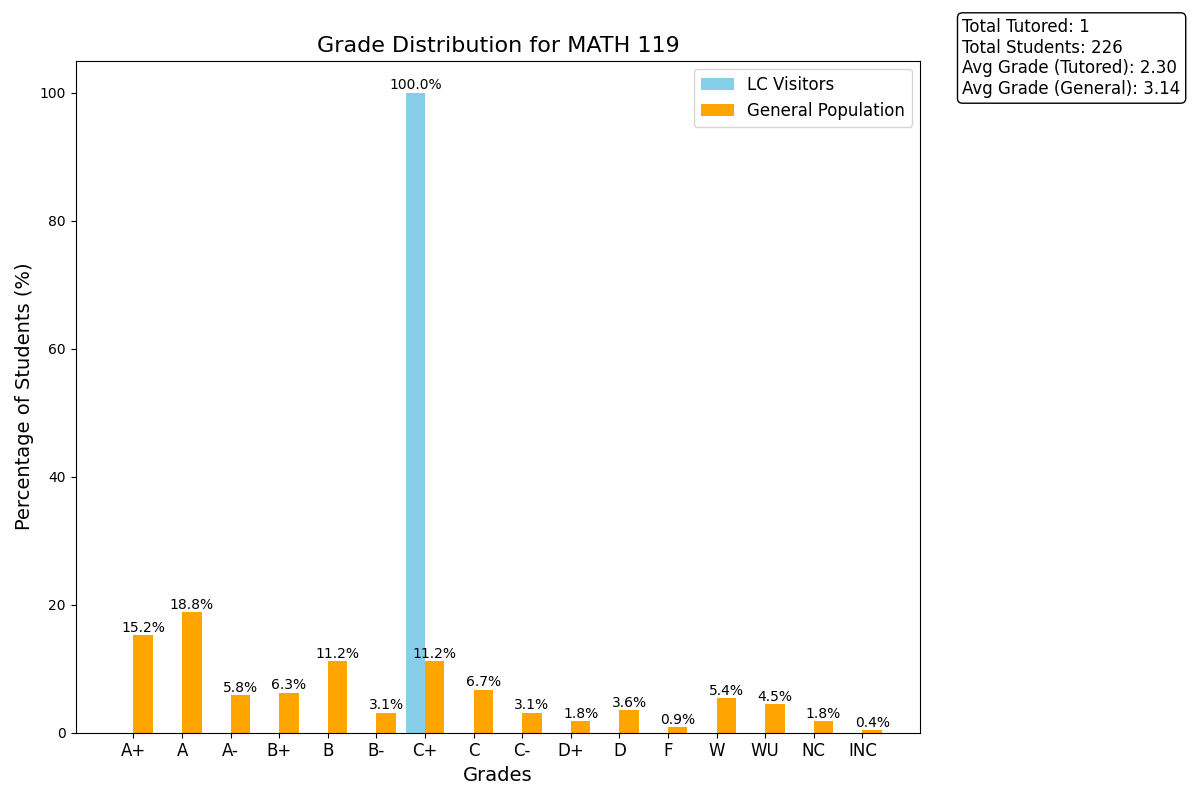 Grade Distribution for MATH 119
Total Tutored: 1
Total Students: 226
Avg Grade (Tutored): 2.30
Avg Grade (General): 3.14
LC Visitors
General Population
Percentage of Students (%)
100
80
60
40
20
0
15.2%
18.8%
5.8%
6.3%
11.2%
3.1%
100.0%
11.2%
6.7%
3.1%
1.8%
3.6%
0.9%
5.4%
4.5%
1.8%
0.4%
A+ A A- B+ B B- C+ C C- D+ D F W WU NC INC
Grades